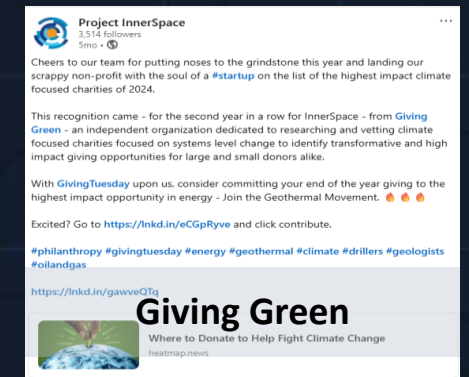 Project InnerSpace
3,514 followers
5mo •
Cheers to our team for putting noses to the grindstone this year and landing our
scrappy non-profit with the soul of a #startup on the list of the highest impact climate
focused charities of 2024.
This recognition came - for the second year in a row for InnerSpace - from Giving
Green - an independent organization dedicated to researching and vetting climate
focused charities focused on systems level change to identify transformative and high
impact giving opportunities for large and small donors alike.
With GivingTuesday upon us, consider committing your end of the year giving to the
highest impact opportunity in energy - Join the Geothermal Movement. 🔥 🔥 🔥
Excited? Go to https://lnkd.in/eCGpRyve and click contribute.
#philanthropy #givingtuesday #energy #geothermal #climate #drillers #geologists
#oilandgas
https://lnkd.in/gawveQTq
Giving Green
Where to Donate to Help Fight Climate Change
heatmap.news